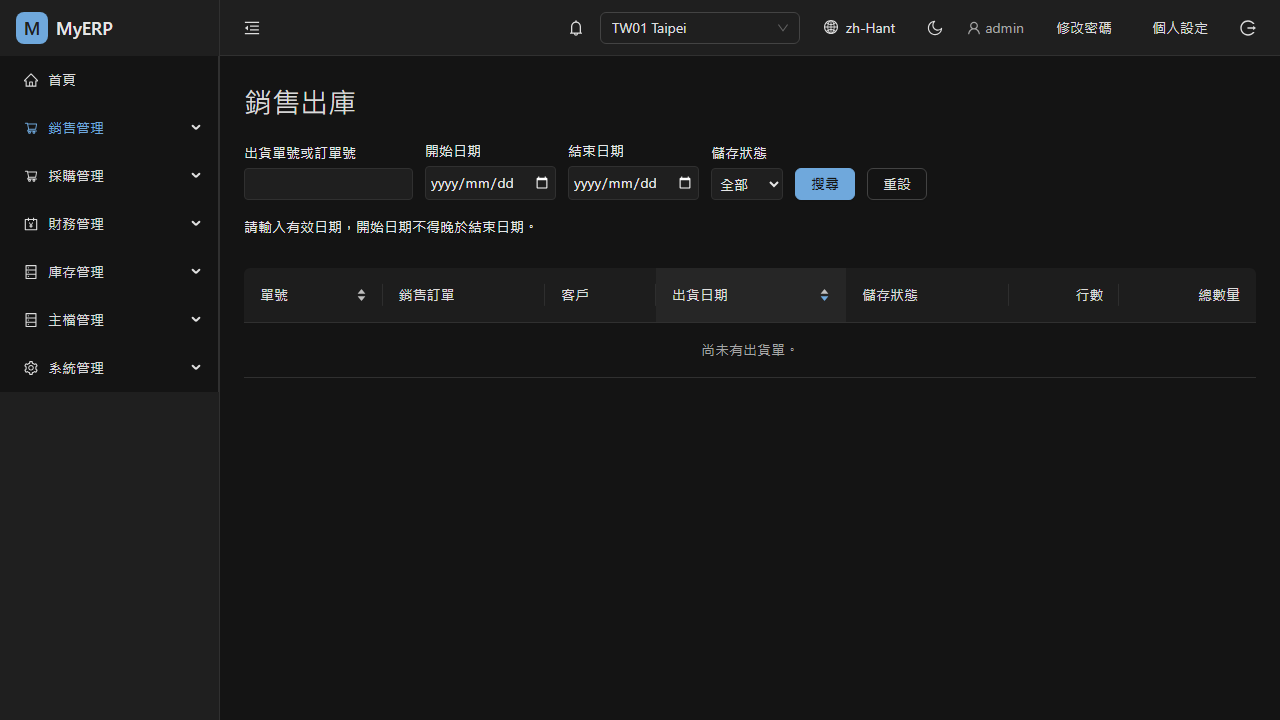 M MyERP
TW01 Taipei zh-Hant admin 修改密碼 個人設定
首頁
銷售管理
採購管理
財務管理
庫存管理
主檔管理
系統管理
銷售出庫
出貨單號或訂單號 開始日期 結束日期 儲存狀態
yyyy/mm/dd yyyy/mm/dd 全部 搜尋 重設
請輸入有效日期，開始日期不得晚於結束日期。
單號 銷售訂單 客戶 出貨日期 儲存狀態 行數 總數量
尚未有出貨單。